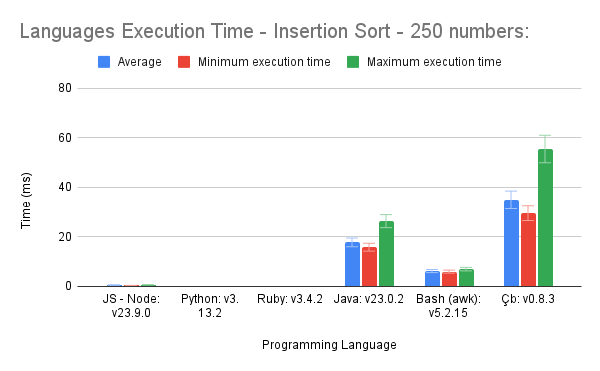 Languages Execution Time - Insertion Sort - 250 numbers:
Average Minimum execution time Maximum execution time
80
60
40
20
0
Time (ms)
JS - Node: Python: v3. Ruby: v3.4.2 Java: v23.0.2 Bash (awk): Çb: v0.8.3
v23.9.0 13.2 v5.2.15
Programming Language